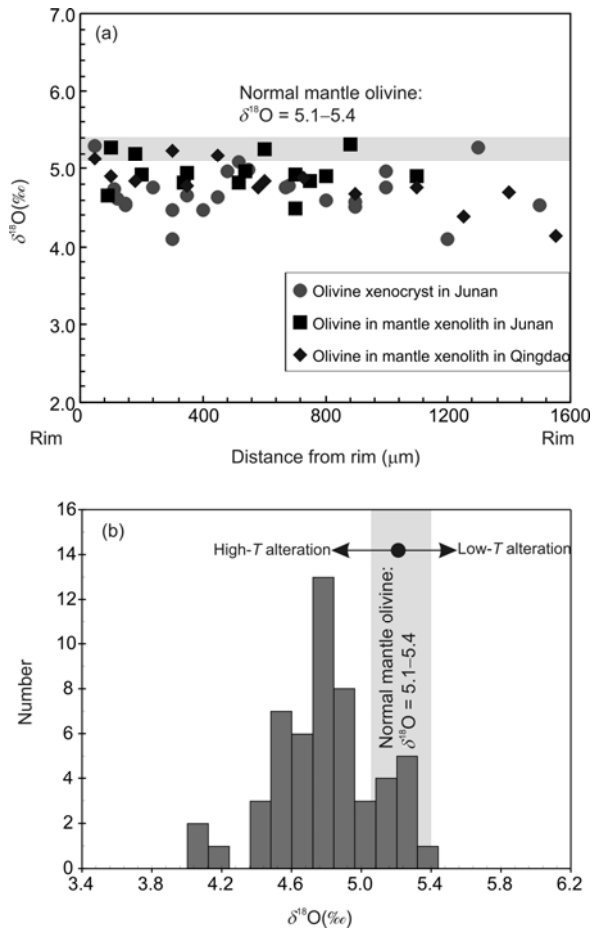 (a)
7.0
6.0
5.0
4.0
3.0
2.0
Normal mantle olivine:
δ¹⁸O = 5.1–5.4
δ¹⁸O(‰)
Olivine xenocryst in Junan
Olivine in mantle xenolith in Junan
Olivine in mantle xenolith in Qingdao
0 400 800 1200 1600
Rim Rim
Distance from rim (μm)
(b)
16
14
12
10
8
6
4
2
0
High-T alteration Low-T alteration
Normal mantle olivine:
δ¹⁸O = 5.1–5.4
Number
3.4 4.2 4.6 5.0 5.4 5.8 6.2
δ¹⁸O(‰)